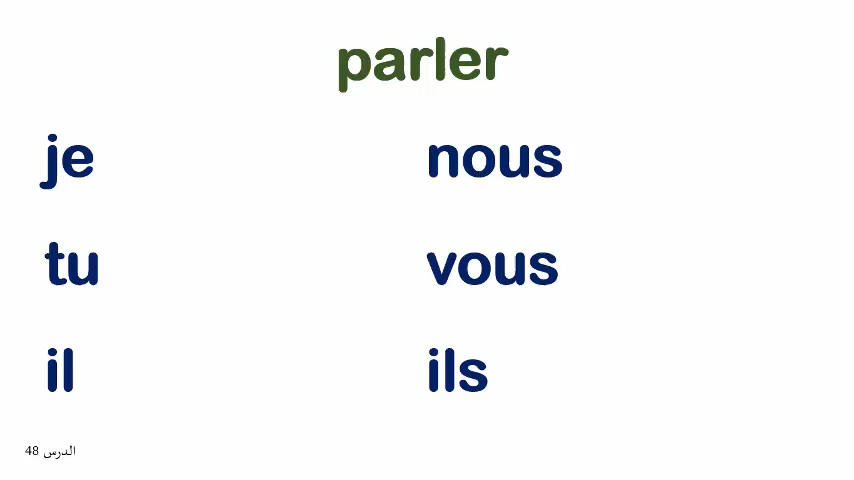 parler
je nous
tu vous
il ils
الدرس 48